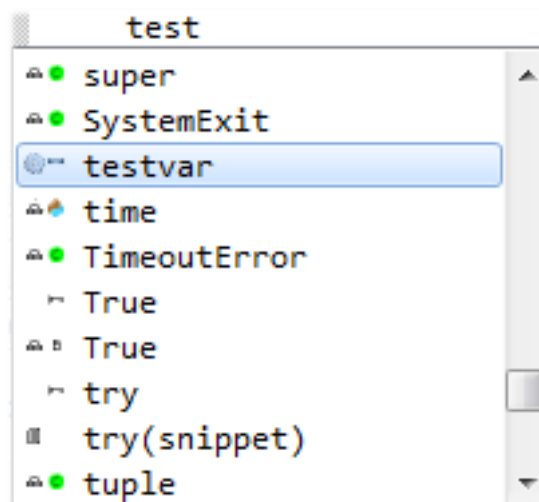 test
super
SystemExit
testvar
time
TimeoutError
True
True
try
try(snippet)
tuple